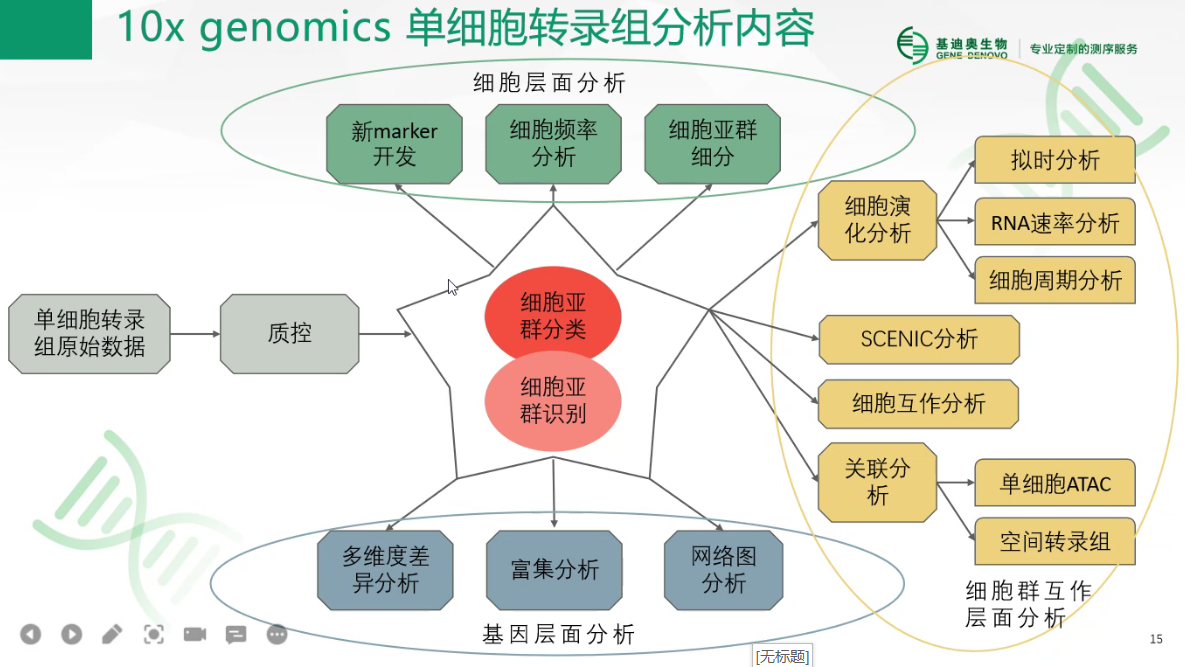 10x genomics 单细胞转录组分析内容
基迪奥生物
GENE DENOVO
专业定制的测序服务
细胞层面分析
新marker
开发
细胞频率
分析
细胞亚群
细分
单细胞转录
组原始数据
质控
细胞亚
群分类
细胞亚
群识别
细胞演
化分析
拟时分析
RNA速率分析
细胞周期分析
SCENIC分析
细胞互作分析
关联分
析
单细胞ATAC
空间转录组
细胞群互作
层面分析
多维度差
异分析
富集分析
网络图
分析
基因层面分析
15
[无标题]